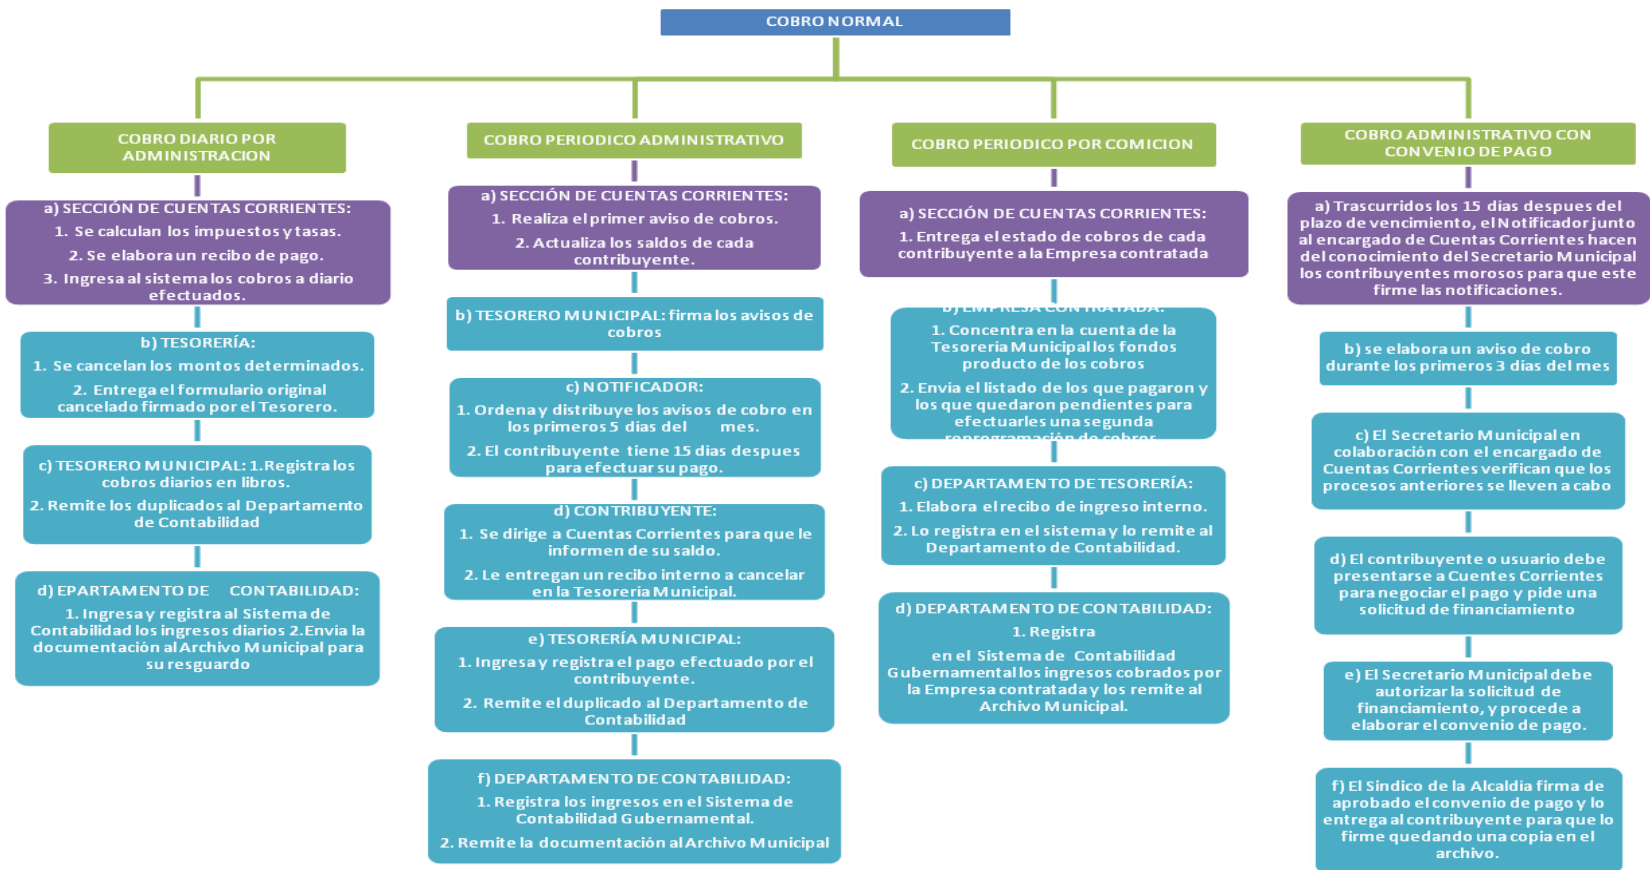 COBRO NORMAL
COBRO DIARIO POR
ADMINISTRACION
a) SECCIÓN DE CUENTAS CORRIENTES:
1. Se calculan los impuestos y tasas.
2. Se elabora un recibo de pago.
3. Ingresa al sistema los cobros a diario
efectuados.
b) TESORERÍA:
1. Se cancelan los montos determinados.
2. Entrega el formulario original
cancelado firmado por el Tesorero.
c) TESORERO MUNICIPAL: 1.Registra los
cobros diarios en libros.
2. Remite los duplicados al Departamento
de Contabilidad
d) EPARTAMENTO DE CONTABILIDAD:
1. Ingresa y registra al Sistema de
Contabilidad los ingresos diarios 2.Envia la
documentación al Archivo Municipal para
su resguardo
COBRO PERIODICO ADMINISTRATIVO
a) SECCIÓN DE CUENTAS CORRIENTES:
1. Realiza el primer aviso de cobros.
2. Actualiza los saldos de cada
contribuyente.
b) TESORERO MUNICIPAL: firma los avisos de
cobros
c) NOTIFICADOR:
1. Ordena y distribuye los avisos de cobro en
los primeros 5 días del mes.
2. El contribuyente tiene 15 días despues
para efectuar su pago.
d) CONTRIBUYENTE:
1. Se dirige a Cuentas Corrientes para que le
informen de su saldo.
2. Le entregan un recibo interno a cancelar
en la Tesoreria Municipal.
e) TESORERÍA MUNICIPAL:
1. Ingresa y registra el pago efectuado por el
contribuyente.
2. Remite el duplicado al Departamento de
Contabilidad
f) DEPARTAMENTO DE CONTABILIDAD:
1. Registra los ingresos en el Sistema de
Contabilidad Gubernamental.
2. Remite la documentación al Archivo Municipal
COBRO PERIODICO POR COMICION
a) SECCIÓN DE CUENTAS CORRIENTES:
1. Entrega el estado de cobros de cada
contribuyente a la Empresa contratada
b) EMPRESA CONTRATADA:
1. Concentra en la cuenta de la
Tesoreria Municipal los fondos
producto de los cobros
2. Envia el listado de los que pagaron y
los que quedaron pendientes para
efectuarles una segunda
reprogramación de cobros
c) DEPARTAMENTO DE TESORERÍA:
1. Elabora el recibo de ingreso interno.
2. Lo registra en el sistema y lo remite al
Departamento de Contabilidad.
d) DEPARTAMENTO DE CONTABILIDAD:
1. Registra
en el Sistema de Contabilidad
Gubernamental los ingresos cobrados por
la Empresa contratada y los remite al
Archivo Municipal.
COBRO ADMINISTRATIVO CON
CONVENIO DE PAGO
a) Trascurridos los 15 días despues del
plazo de vencimiento, el Notificador junto
al encargado de Cuentas Corrientes hacen
del conocimiento del Secretario Municipal
los contribuyentes morosos para que este
firme las notificaciones.
b) se elabora un aviso de cobro
durante los primeros 3 días del mes
c) El Secretario Municipal en
colaboración con el encargado de
Cuentas Corrientes verifican que los
procesos anteriores se lleven a cabo
d) El contribuyente o usuario debe
presentarse a Cuentes Corrientes
para negociar el pago y pide una
solicitud de financiamiento
e) El Secretario Municipal debe
autorizar la solicitud de
financiamiento, y procede a
elaborar el convenio de pago.
f) El Sindico de la Alcaldía firma de
aprobado el convenio de pago y lo
entrega al contribuyente para que lo
firme quedando una copia en el
archivo.